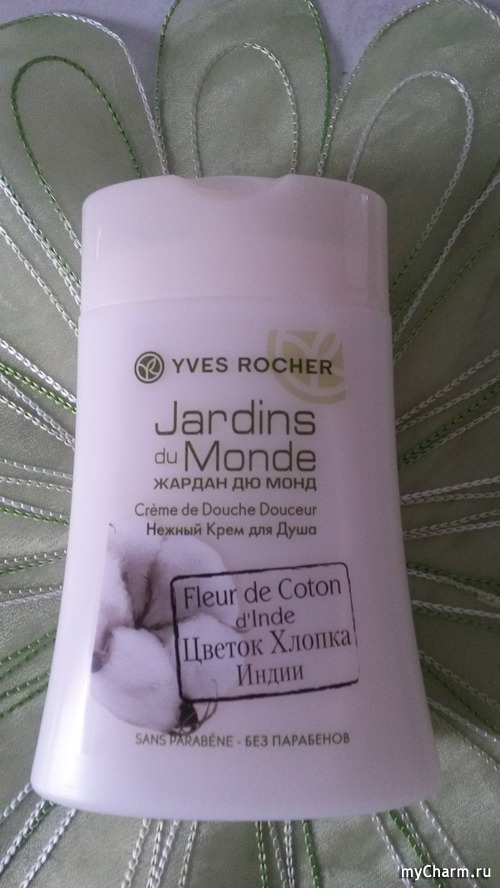 YVES ROCHER
Jardins
du Monde
ЖАРДАН ДЮ МОНД
Crème de Douche Douceur
Нежный Крем для Душа
Fleur de Coton
d'Inde
Цветок Хлопка
Индии
SANS PARABÈNE - БЕЗ ПАРАБЕНОВ
myCharm.ru